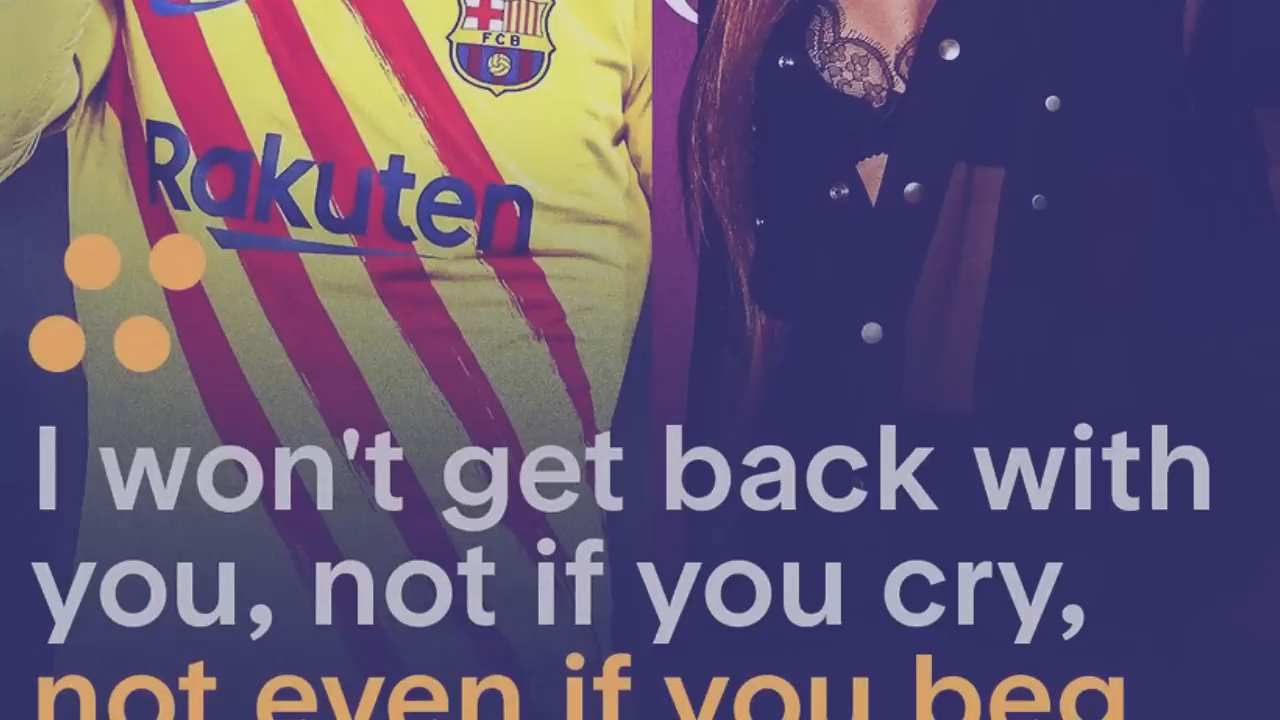 FCB
Rakuten
I won't get back with
you, not if you cry,
not even if you beg